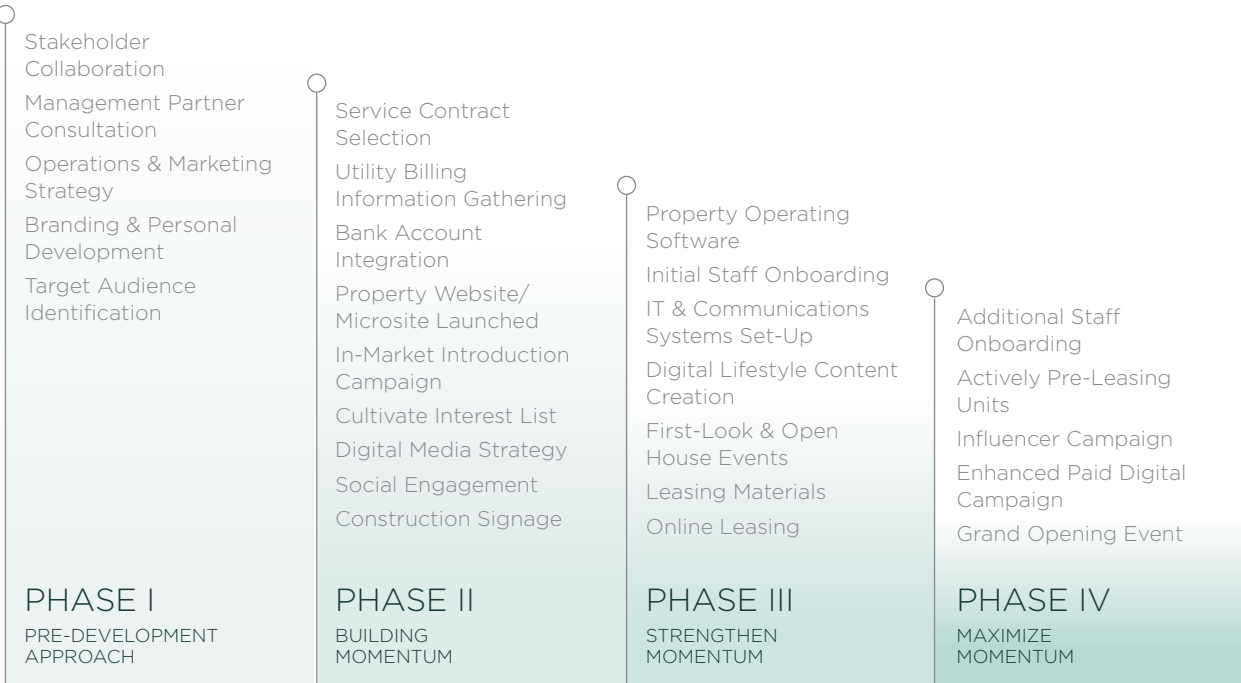 Stakeholder
Collaboration
Management Partner
Consultation
Operations & Marketing
Strategy
Branding & Personal
Development
Target Audience
Identification
PHASE I
PRE-DEVELOPMENT
APPROACH
Service Contract
Selection
Utility Billing
Information Gathering
Bank Account
Integration
Property Website/
Microsite Launched
In-Market Introduction
Campaign
Cultivate Interest List
Digital Media Strategy
Social Engagement
Construction Signage
PHASE II
BUILDING
MOMENTUM
Property Operating
Software
Initial Staff Onboarding
IT & Communications
Systems Set-Up
Digital Lifestyle Content
Creation
First-Look & Open
House Events
Leasing Materials
Online Leasing
PHASE III
STRENGTHEN
MOMENTUM
Additional Staff
Onboarding
Actively Pre-Leasing
Units
Influencer Campaign
Enhanced Paid Digital
Campaign
Grand Opening Event
PHASE IV
MAXIMIZE
MOMENTUM